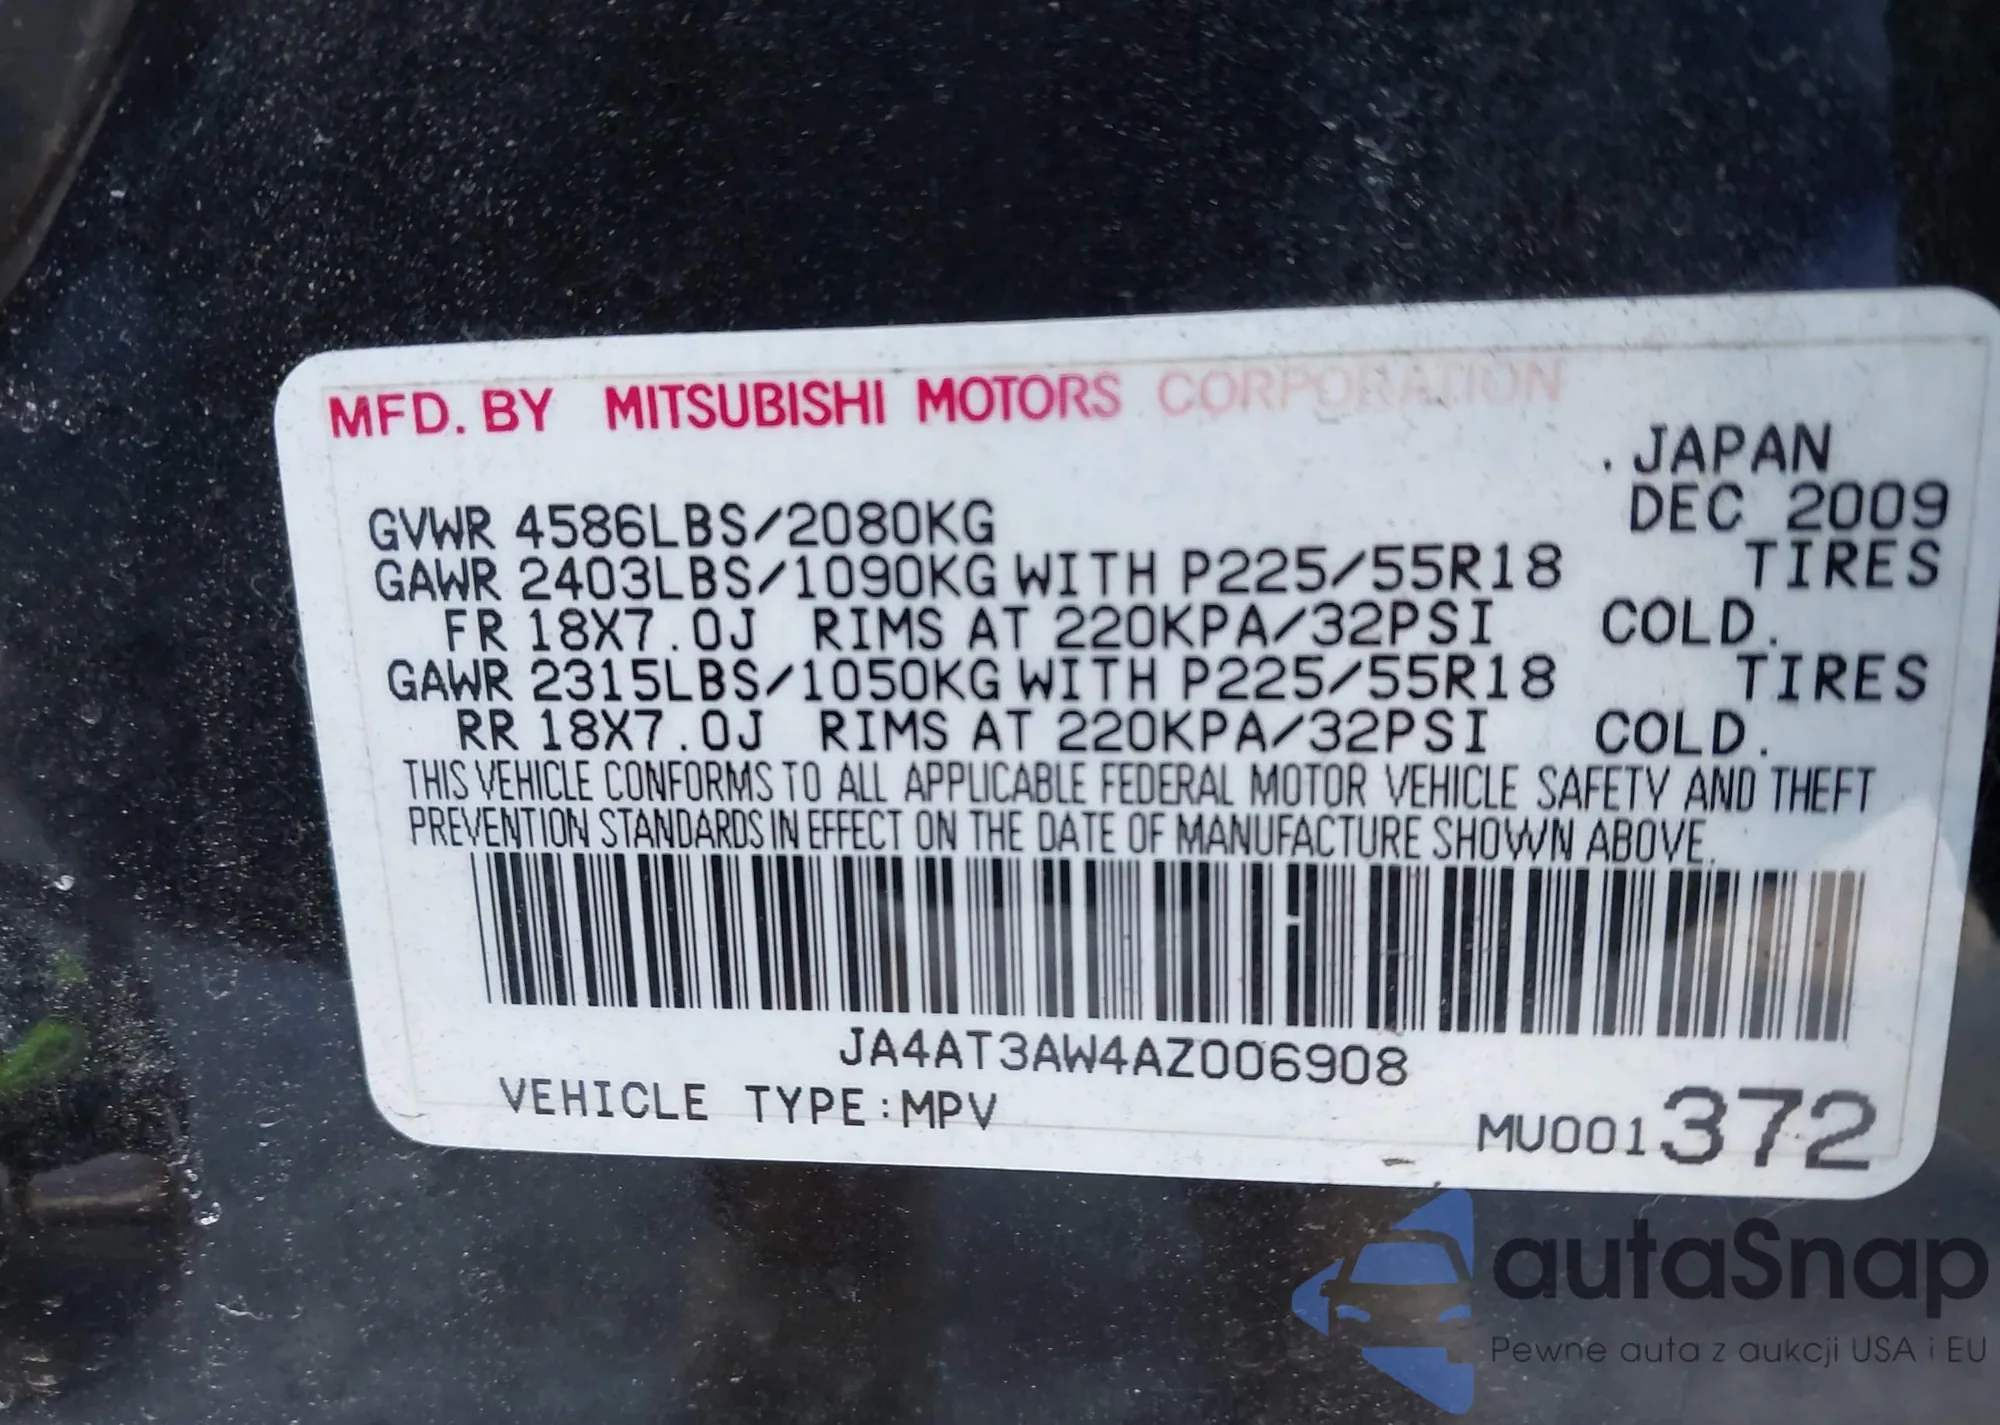 MFD. BY MITSUBISHI MOTORS CORPORATION
. JAPAN
GVWR 4586LBS/2080KG DEC 2009
GAWR 2403LBS/1090KG WITH P225/55R18 TIRES
FR 18X7.0J RIMS AT 220KPA/32PSI COLD.
GAWR 2315LBS/1050KG WITH P225/55R18 TIRES
RR 18X7.0J RIMS AT 220KPA/32PSI COLD.
THIS VEHICLE CONFORMS TO ALL APPLICABLE FEDERAL MOTOR VEHICLE SAFETY AND THEFT
PREVENTION STANDARDS IN EFFECT ON THE DATE OF MANUFACTURE SHOWN ABOVE.
JA4AT3AW4AZ006908
VEHICLE TYPE:MPV
MU001372
autaSnap
Pewne auta z aukcji USA i EU